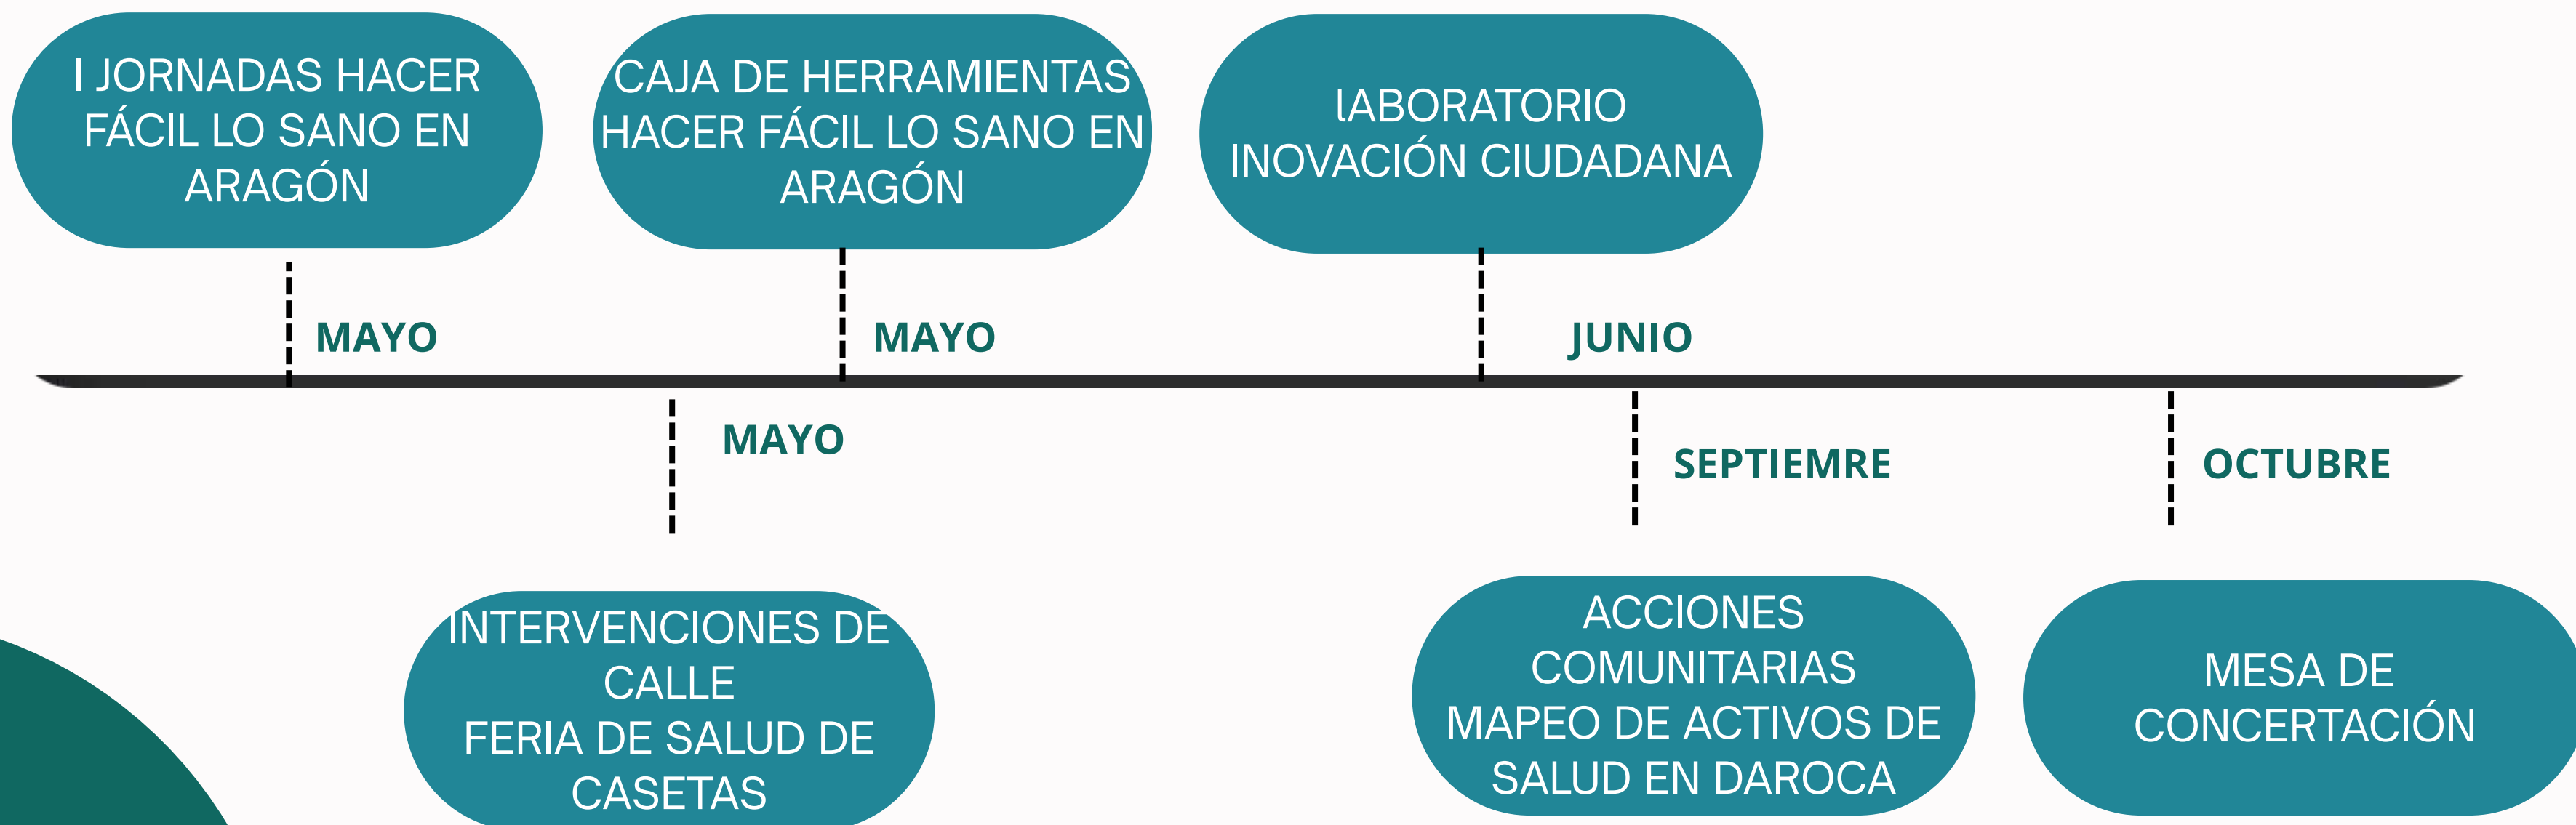 I JORNADAS HACER
FÁCIL LO SANO EN
ARAGÓN
CAJA DE HERRAMIENTAS
HACER FÁCIL LO SANO EN
ARAGÓN
lABORATORIO
INOVACIÓN CIUDADANA
MAYO
MAYO
JUNIO
MAYO
SEPTIEMRE
OCTUBRE
INTERVENCIONES DE
CALLE
FERIA DE SALUD DE
CASETAS
ACCIONES
COMUNITARIAS
MAPEO DE ACTIVOS DE
SALUD EN DAROCA
MESA DE
CONCERTACIÓN